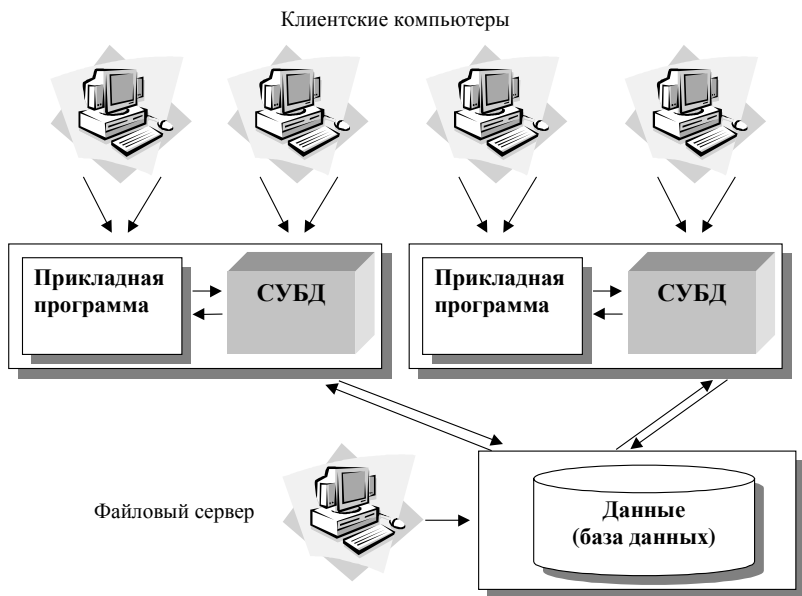 Клиентские компьютеры
Прикладная
программа
СУБД
Прикладная
программа
СУБД
Файловый сервер
Данные
(база данных)